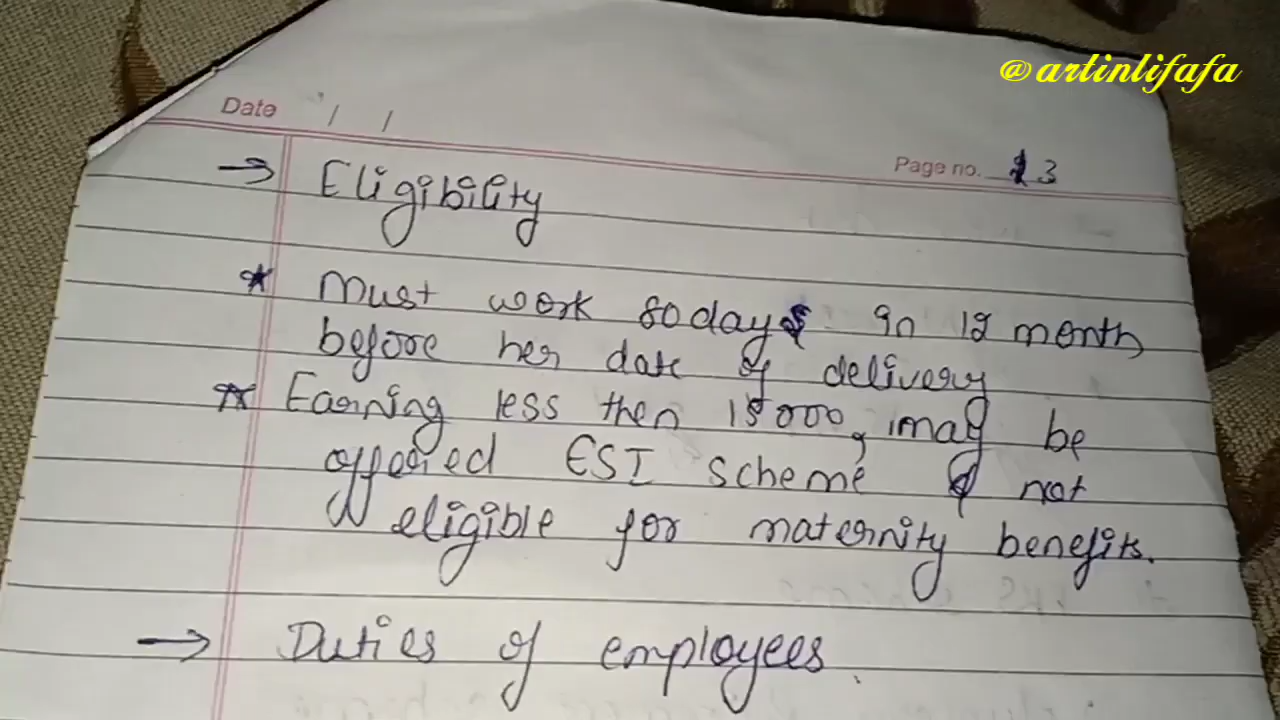 @artinlifafa
Date / /
Page no. 13
→ Eligibility
* Must work 80 days in 12 month
before her date of delivery
* Earning less then 15000, may be
offered ESI scheme & not
eligible for maternity benefits.
→ Duties of employees